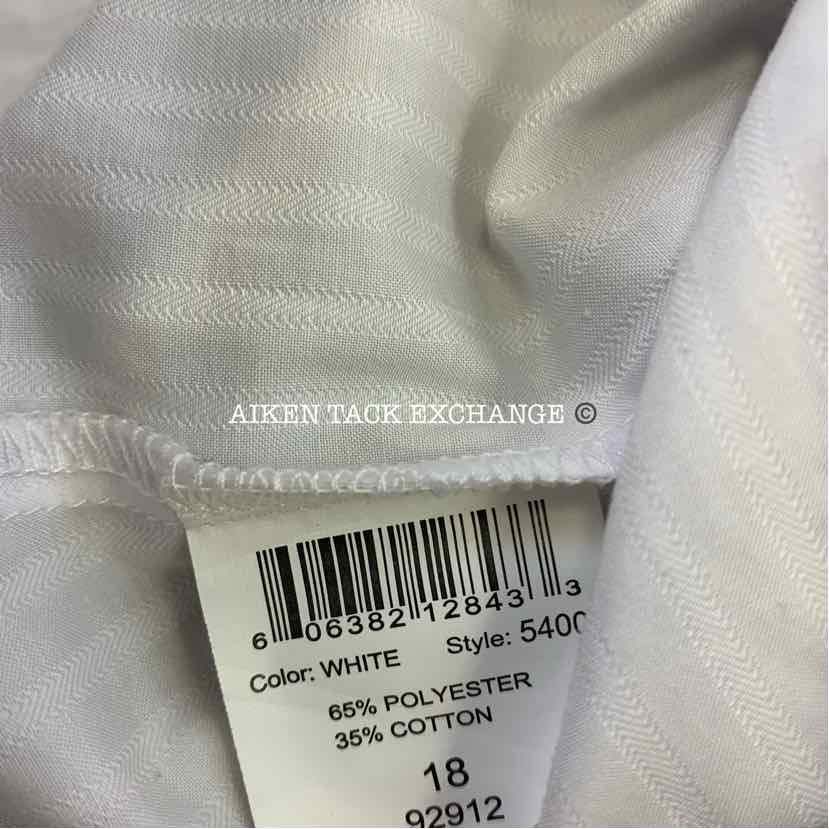 AIKEN TACK EXCHANGE ©
6 06382 12843 3
Color: WHITE Style: 5400
65% POLYESTER
35% COTTON
18
92912